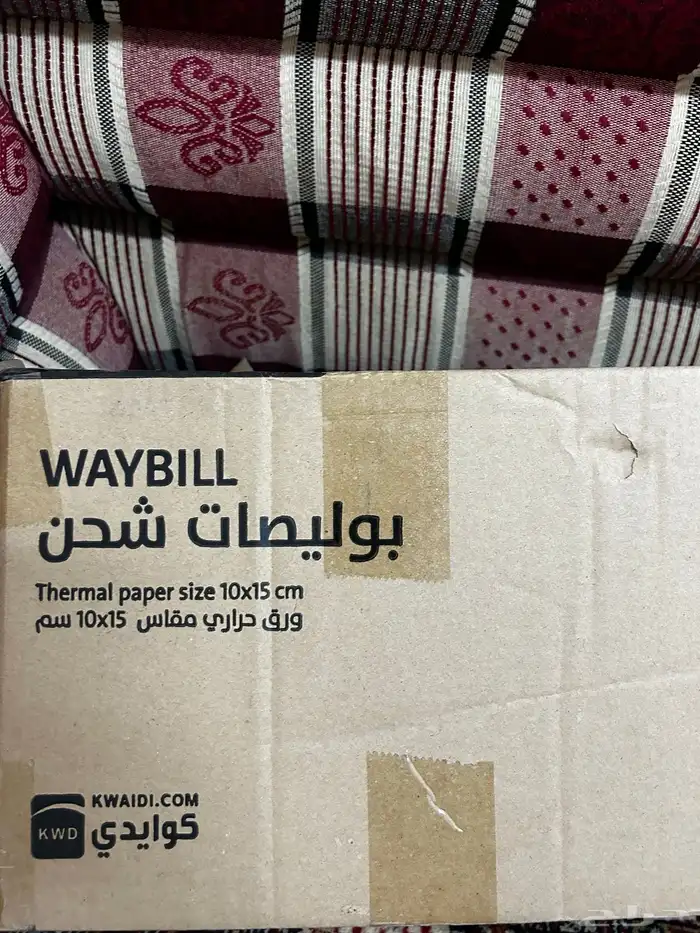 WAYBILL
بوليصات شحن
Thermal paper size 10x15 cm
ورق حراري مقاس 10x15 سم
KWAIDI.COM
KWD كوايدي